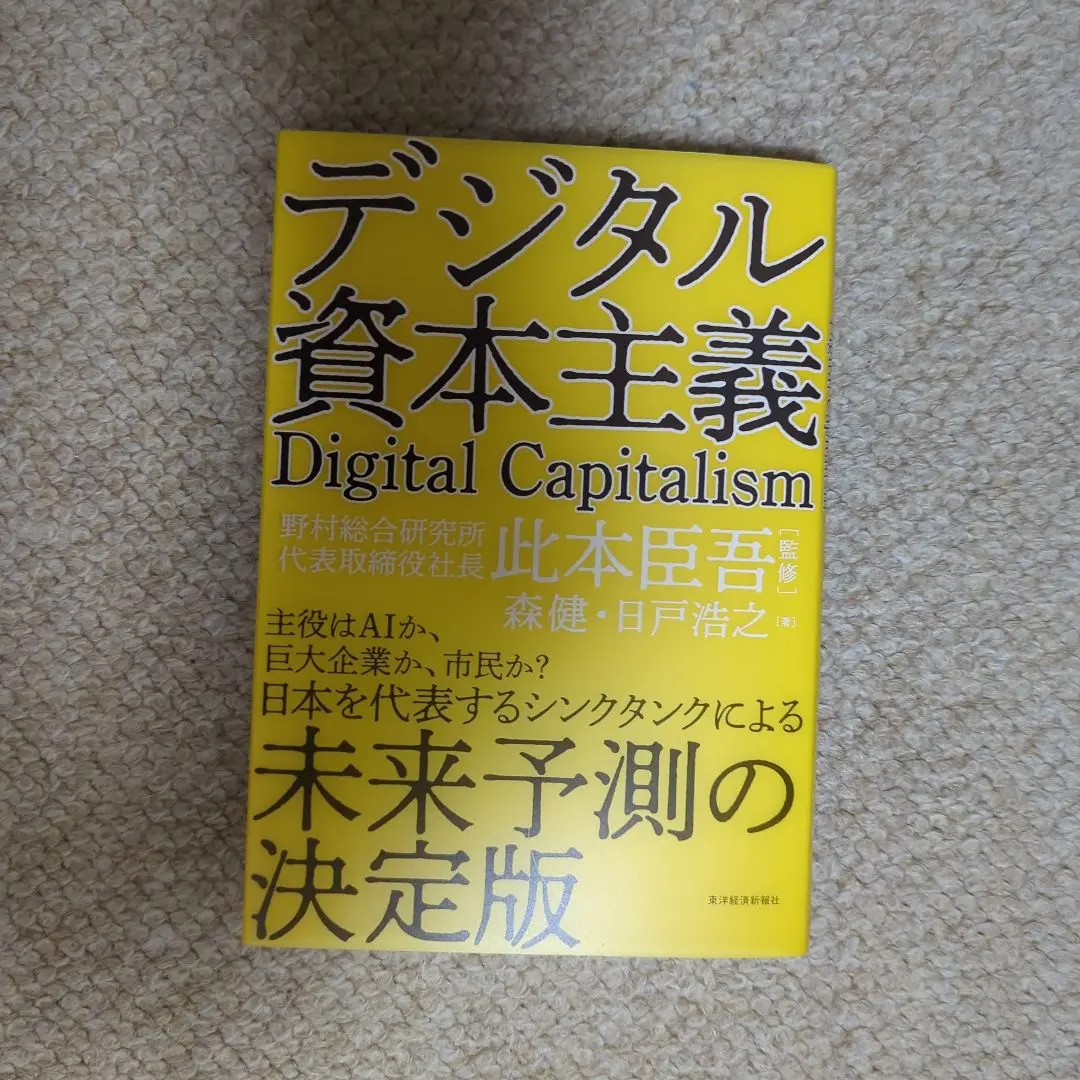 デジタル
資本主義
Digital Capitalism
野村総合研究所
代表取締役社長
此本臣吾
[監修]
森健・日戸浩之
[著]
主役はAIか、
巨大企業か、市民か?
日本を代表するシンクタンクによる
未来予測の
決定版
東洋経済新報社